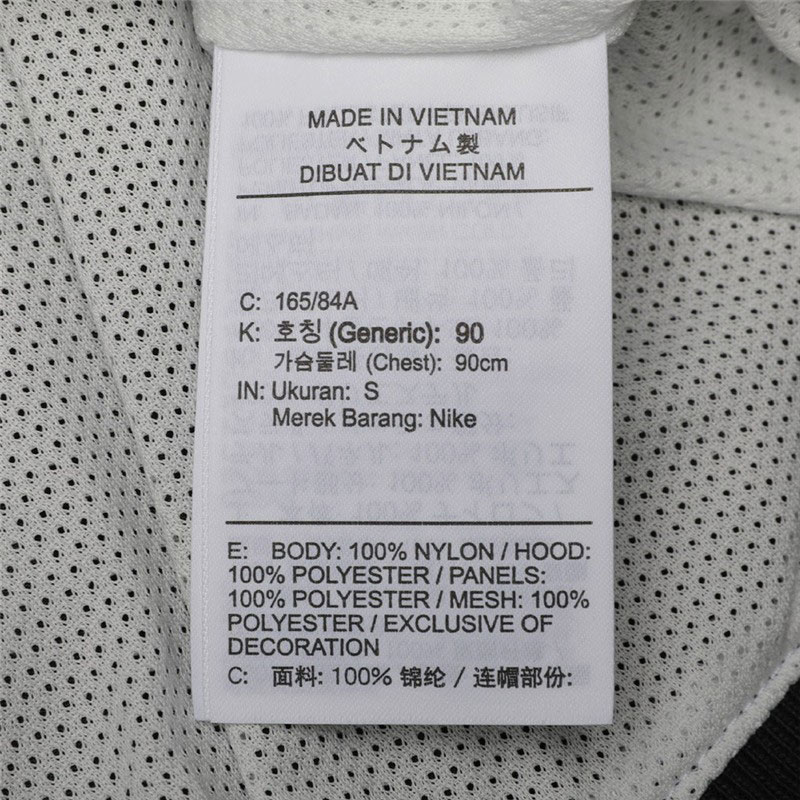 MADE IN VIETNAM
ベトナム製
DIBUAT DI VIETNAM
C: 165/84A
K: 호칭 (Generic): 90
가슴둘레 (Chest): 90cm
IN: Ukuran: S
Merek Barang: Nike
E: BODY: 100% NYLON / HOOD:
100% POLYESTER / PANELS:
100% POLYESTER / MESH: 100%
POLYESTER / EXCLUSIVE OF
DECORATION
C: 面料: 100% 锦纶 / 连帽部份: